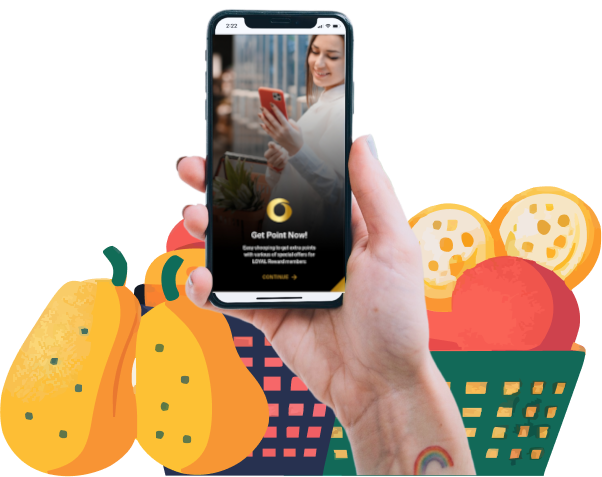 2:22
Get Point Now!
Easy shopping to get extra points
with various of special offers for
LOYAL Reward members
CONTINUE →